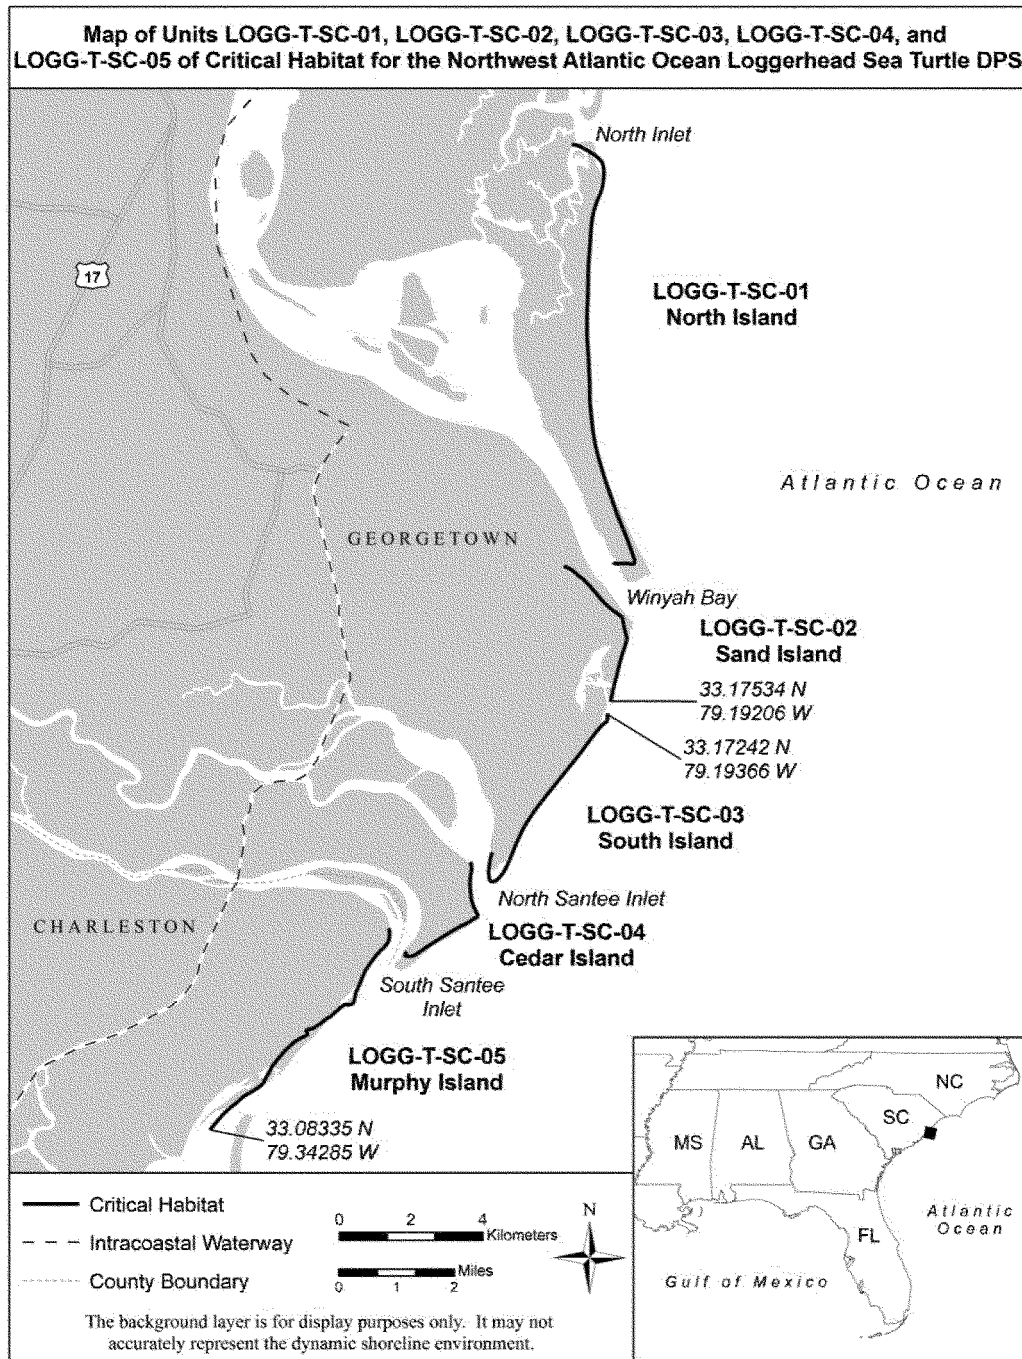 Map of Units LOGG-T-SC-01, LOGG-T-SC-02, LOGG-T-SC-03, LOGG-T-SC-04, and
LOGG-T-SC-05 of Critical Habitat for the Northwest Atlantic Ocean Loggerhead Sea Turtle DPS
North Inlet
17
LOGG-T-SC-01
North Island
Atlantic Ocean
GEORGETOWN
Winyah Bay
LOGG-T-SC-02
Sand Island
33.17534 N
79.19206 W
33.17242 N
79.19366 W
LOGG-T-SC-03
South Island
North Santee Inlet
CHARLESTON
LOGG-T-SC-04
Cedar Island
South Santee
Inlet
LOGG-T-SC-05
Murphy Island
33.08335 N
79.34285 W
NC
SC
MS
AL
GA
FL
Atlantic
Ocean
Gulf of Mexico
Critical Habitat
Intracoastal Waterway
County Boundary
0 2 4
Kilometers
Miles
0 1 2
N
The background layer is for display purposes only. It may not
accurately represent the dynamic shoreline environment.